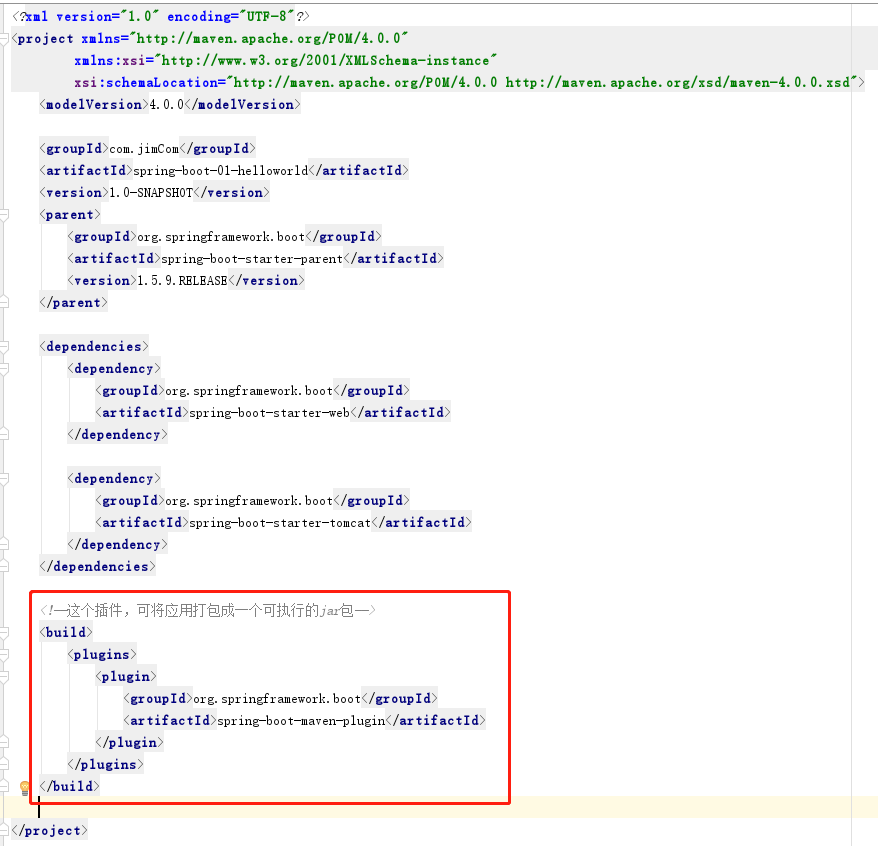 <?xml version="1.0" encoding="UTF-8"?>
<project xmlns="http://maven.apache.org/POM/4.0.0"
xmlns:xsi="http://www.w3.org/2001/XMLSchema-instance"
xsi:schemaLocation="http://maven.apache.org/POM/4.0.0 http://maven.apache.org/xsd/maven-4.0.0.xsd">
<modelVersion>4.0.0</modelVersion>
<groupId>com.jimCom</groupId>
<artifactId>spring-boot-01-helloworld</artifactId>
<version>1.0-SNAPSHOT</version>
<parent>
<groupId>org.springframework.boot</groupId>
<artifactId>spring-boot-starter-parent</artifactId>
<version>1.5.9.RELEASE</version>
</parent>
<dependencies>
<dependency>
<groupId>org.springframework.boot</groupId>
<artifactId>spring-boot-starter-web</artifactId>
</dependency>
<dependency>
<groupId>org.springframework.boot</groupId>
<artifactId>spring-boot-starter-tomcat</artifactId>
</dependency>
</dependencies>
<!--这个插件，可将应用打包成一个可执行的jar包-->
<build>
<plugins>
<plugin>
<groupId>org.springframework.boot</groupId>
<artifactId>spring-boot-maven-plugin</artifactId>
</plugin>
</plugins>
</build>
</project>